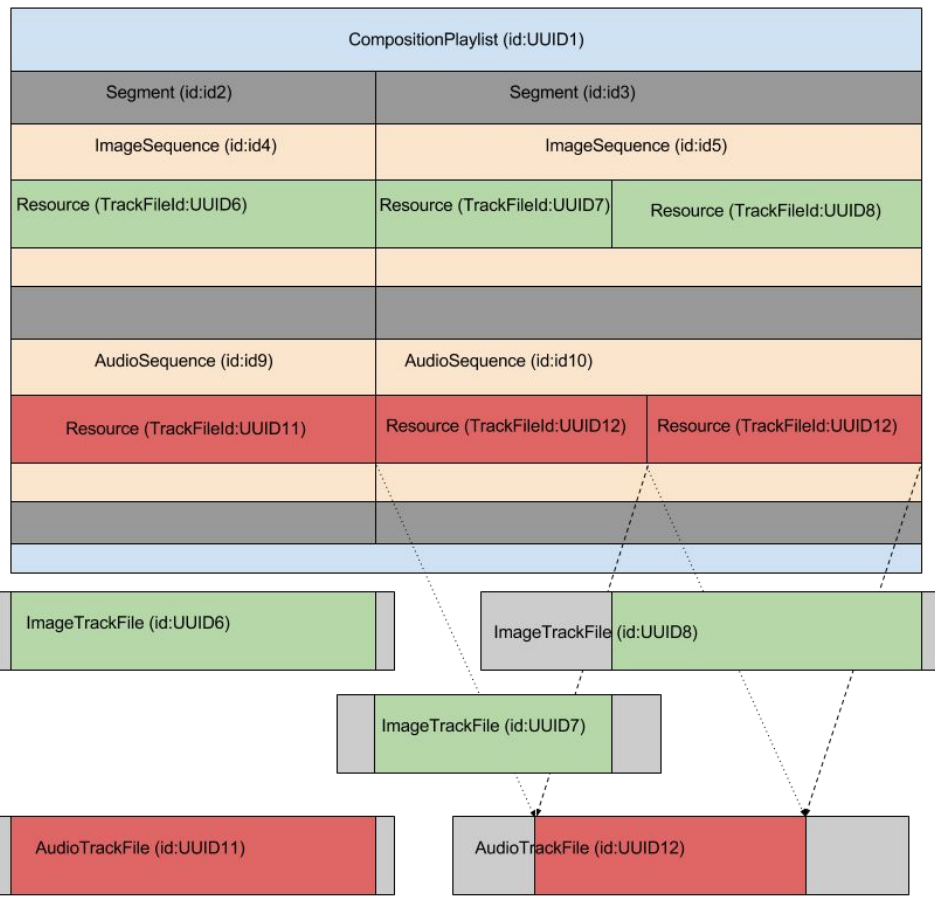 CompositionPlaylist (id:UUID1)
Segment (id:id2)
Segment (id:id3)
ImageSequence (id:id4)
ImageSequence (id:id5)
Resource (TrackFileId:UUID6)
Resource (TrackFileId:UUID7)
Resource (TrackFileId:UUID8)
AudioSequence (id:id9)
AudioSequence (id:id10)
Resource (TrackFileId:UUID11)
Resource (TrackFileId:UUID12)
Resource (TrackFileId:UUID12)
ImageTrackFile (id:UUID6)
ImageTrackFile (id:UUID8)
ImageTrackFile (id:UUID7)
AudioTrackFile (id:UUID11)
AudioTrackFile (id:UUID12)